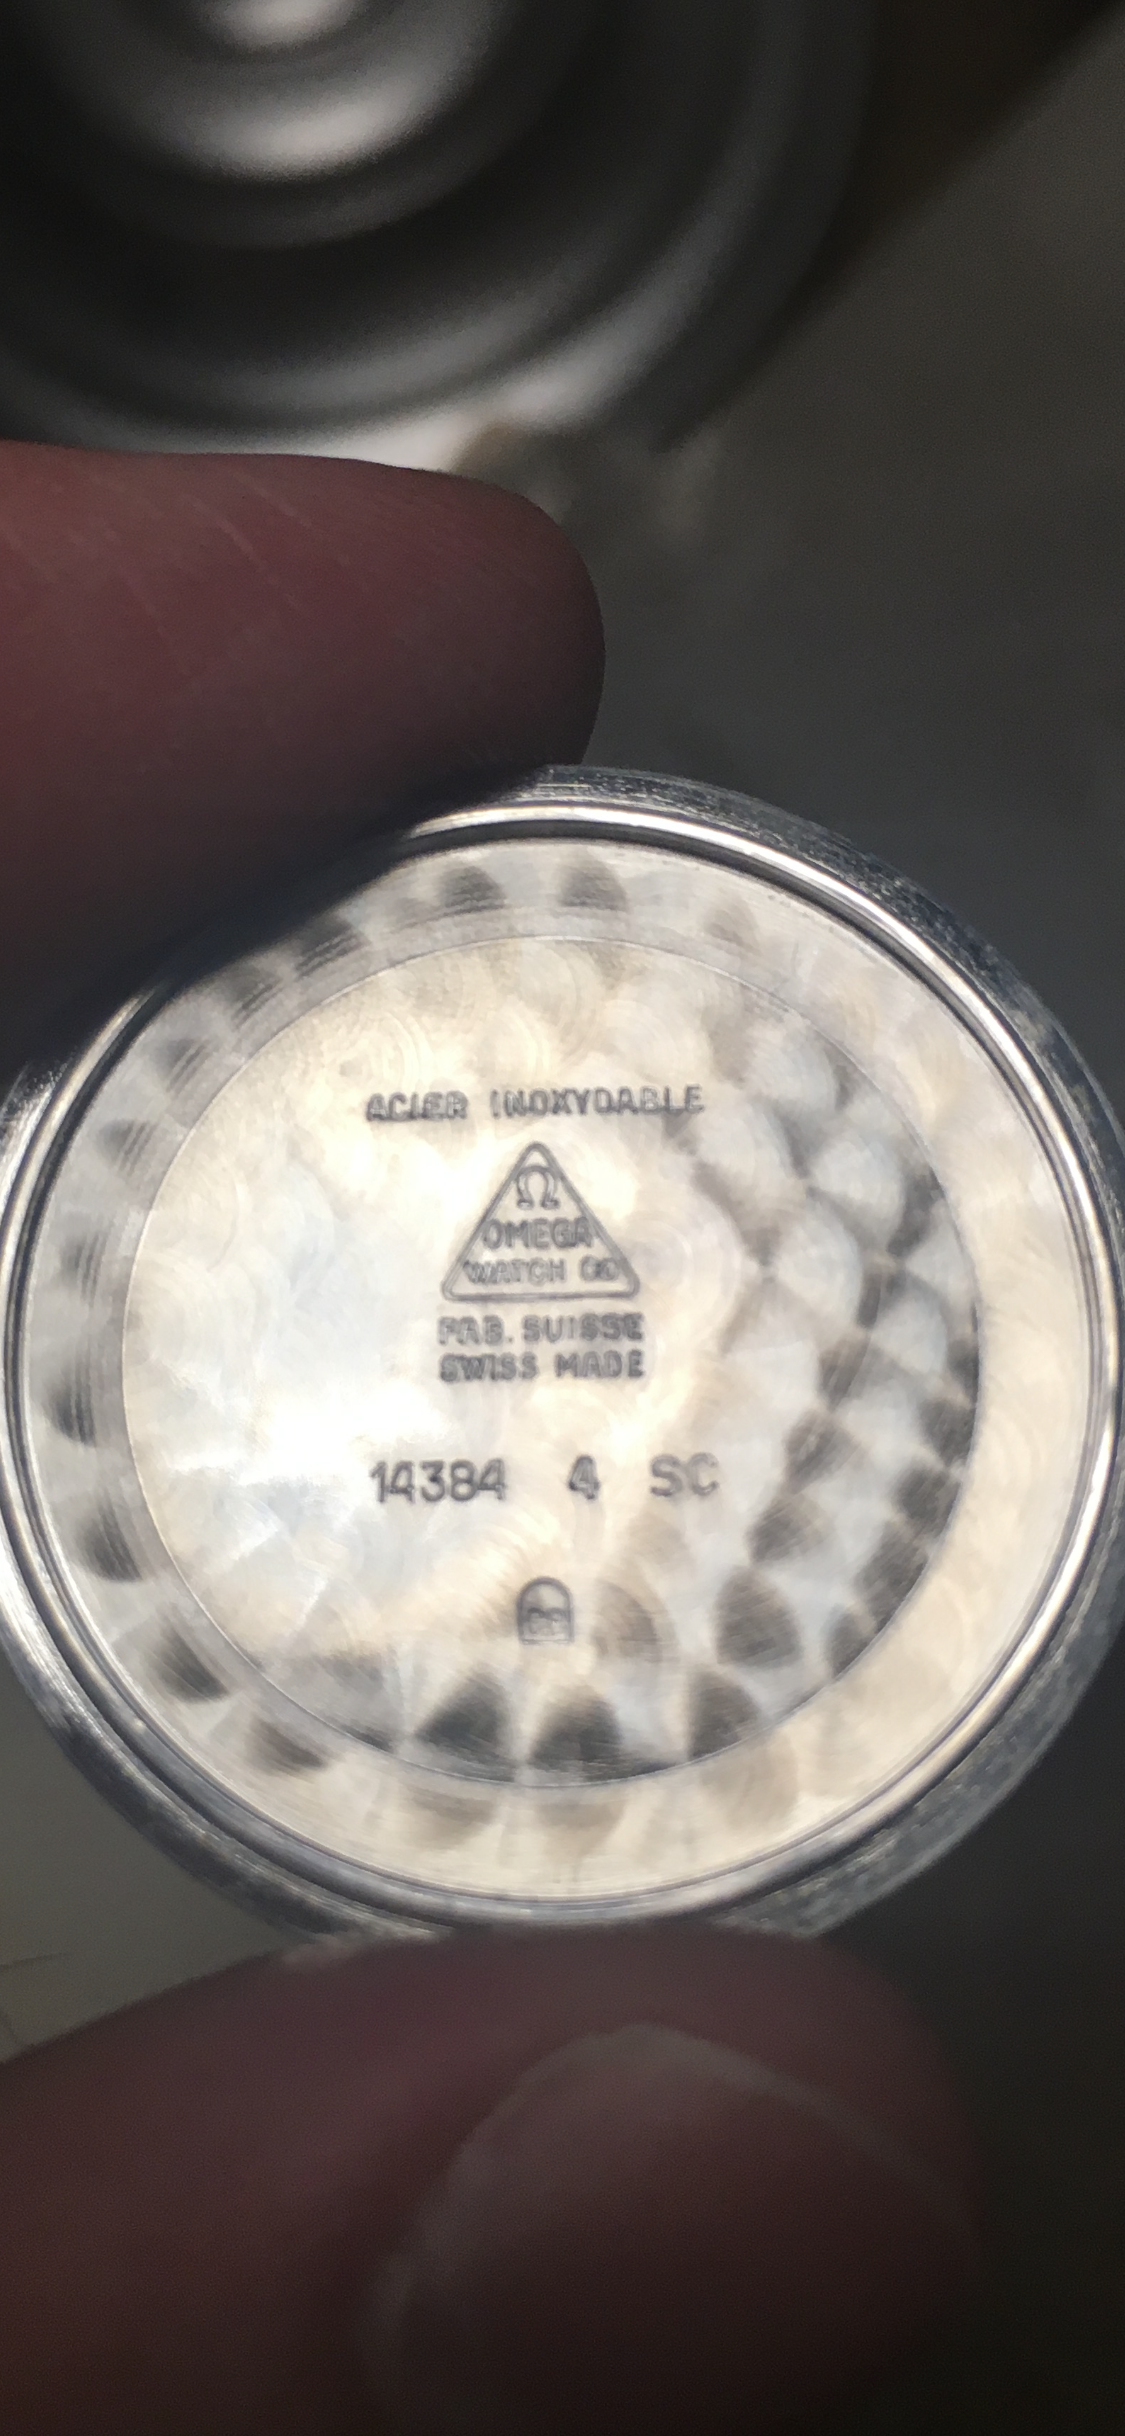 ACIER INOXYDABLE
Ω
OMEGA
WATCH CO
FAB. SUISSE
SWISS MADE
14384 4 SC